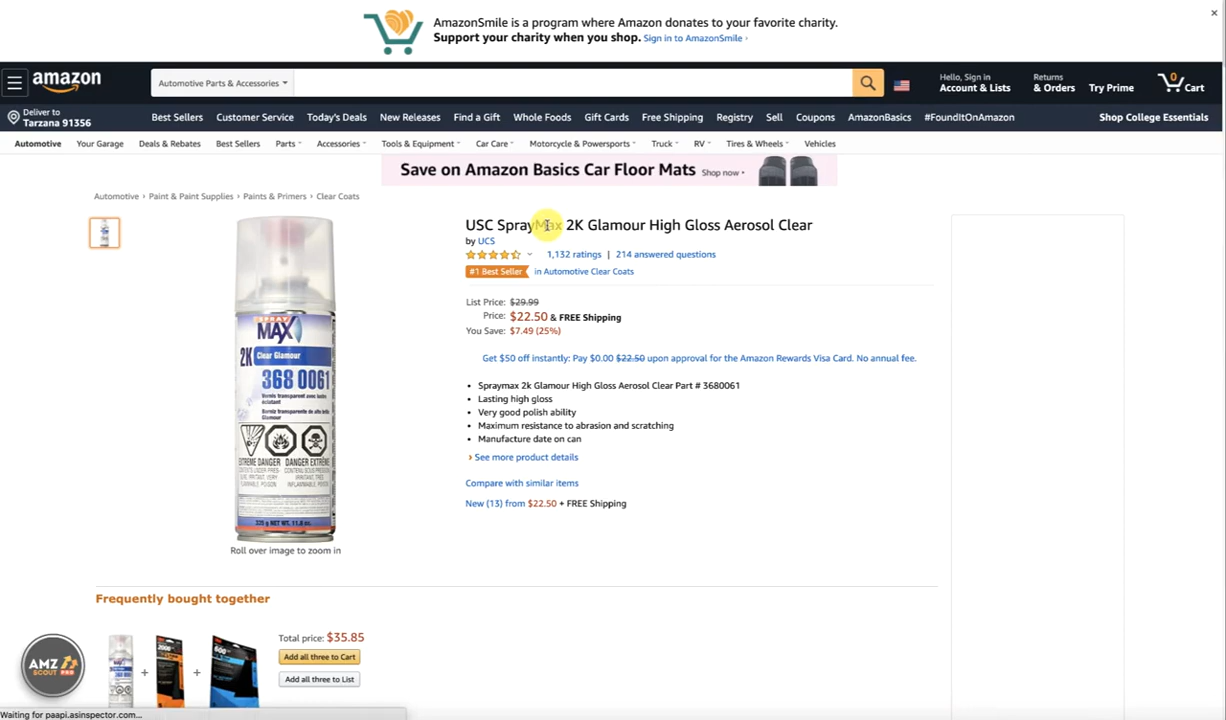 AmazonSmile is a program where Amazon donates to your favorite charity.
Support your charity when you shop. Sign in to AmazonSmile ›
amazon
Automotive Parts & Accessories
Hello, Sign in
Account & Lists
Returns
& Orders
Try Prime
0
Cart
Deliver to
Tarzana 91356
Best Sellers Customer Service Today's Deals New Releases Find a Gift Whole Foods Gift Cards Free Shipping Registry Sell Coupons AmazonBasics #FoundItOnAmazon
Shop College Essentials
Automotive Your Garage Deals & Rebates Best Sellers Parts Accessories Tools & Equipment Car Care Motorcycle & Powersports Truck RV Tires & Wheels Vehicles
Save on Amazon Basics Car Floor Mats Shop now ▸
Automotive › Paint & Paint Supplies › Paints & Primers › Clear Coats
USC SprayMax 2K Glamour High Gloss Aerosol Clear
by UCS
1,132 ratings | 214 answered questions
#1 Best Seller in Automotive Clear Coats
List Price: $29.99
Price: $22.50 & FREE Shipping
You Save: $7.49 (25%)
Get $50 off instantly: Pay $0.00 $22.50 upon approval for the Amazon Rewards Visa Card. No annual fee.
• Spraymax 2k Glamour High Gloss Aerosol Clear Part # 3680061
• Lasting high gloss
• Very good polish ability
• Maximum resistance to abrasion and scratching
• Manufacture date on can
› See more product details
Compare with similar items
New (13) from $22.50 + FREE Shipping
SPRAY
MAX
2K Clear Glamour
368 0061
EXTREME DANGER DANGER EXTRÊME
Roll over image to zoom in
Frequently bought together
Total price: $35.85
Add all three to Cart
Add all three to List
AMZ
SCOUT PRO
Waiting for paapi.asinspector.com...